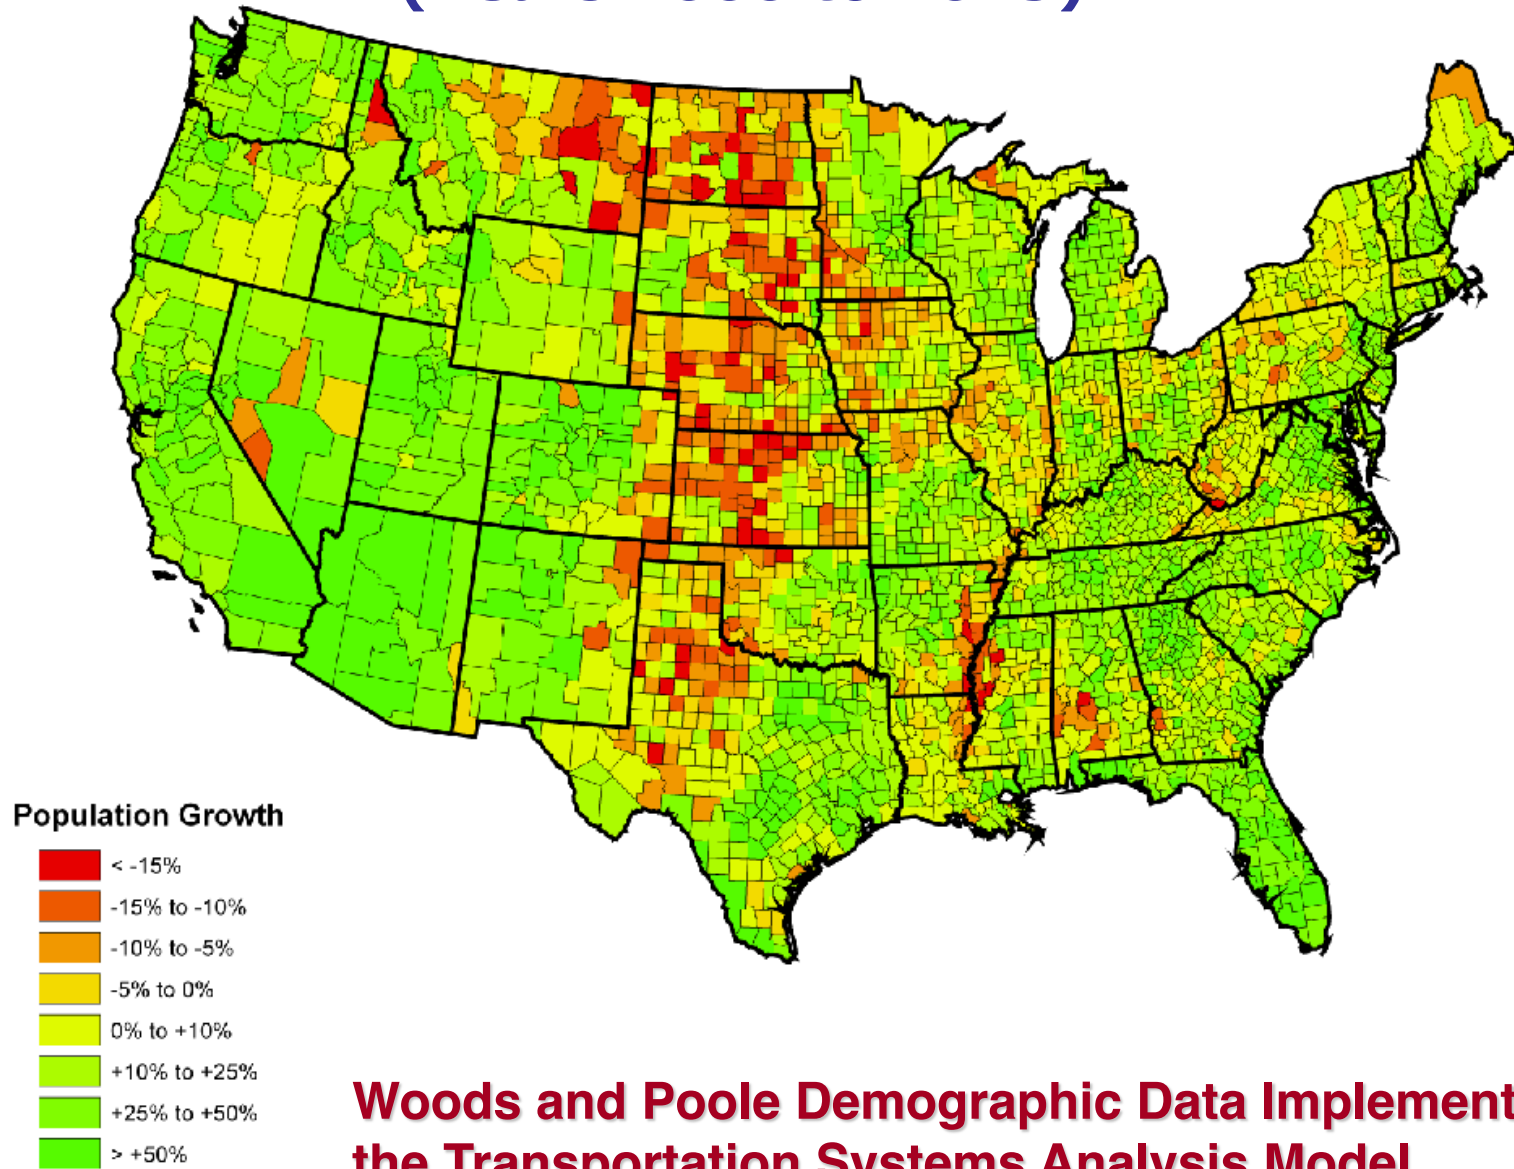 Population Growth
< -15%
-15% to -10%
-10% to -5%
-5% to 0%
0% to +10%
+10% to +25%
+25% to +50%
> +50%
Woods and Poole Demographic Data Implement
the Transportation Systems Analysis Model